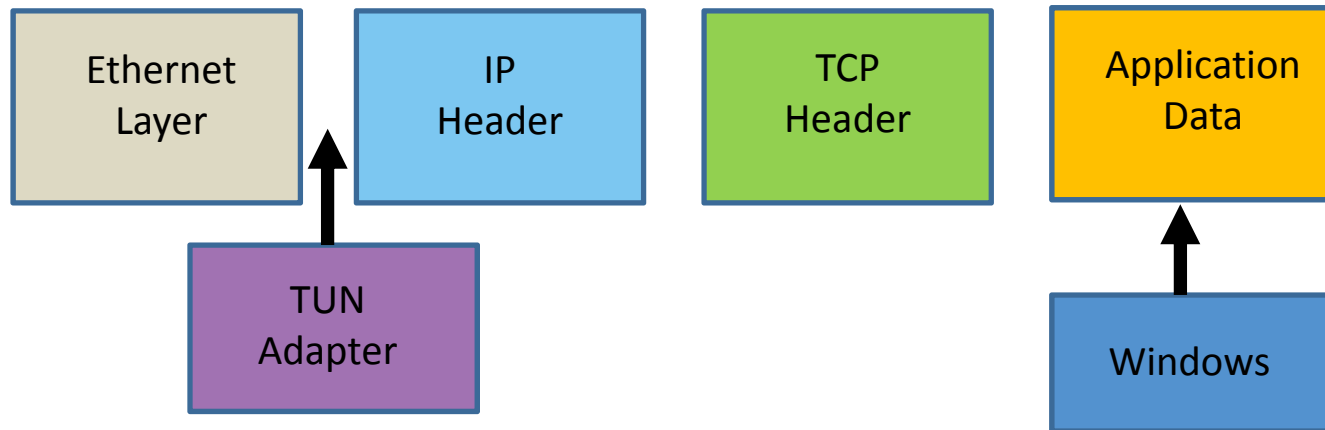 Ethernet
Layer
IP
Header
TCP
Header
Application
Data
TUN
Adapter
Windows